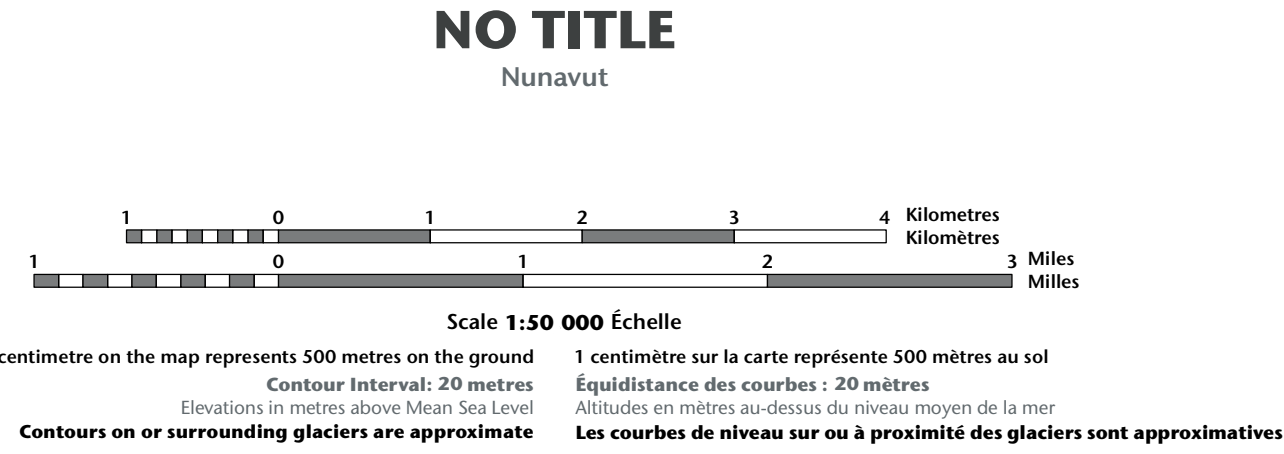 NO TITLE
Nunavut
1 0 1 2 3 4 Kilometres
Kilomètres
1 0 1 2 3 Miles
Milles
Scale 1:50 000 Échelle
centimetre on the map represents 500 metres on the ground
1 centimètre sur la carte représente 500 mètres au sol
Contour Interval: 20 metres
Équidistance des courbes : 20 mètres
Elevations in metres above Mean Sea Level
Altitudes en mètres au-dessus du niveau moyen de la mer
Contours on or surrounding glaciers are approximate
Les courbes de niveau sur ou à proximité des glaciers sont approximatives